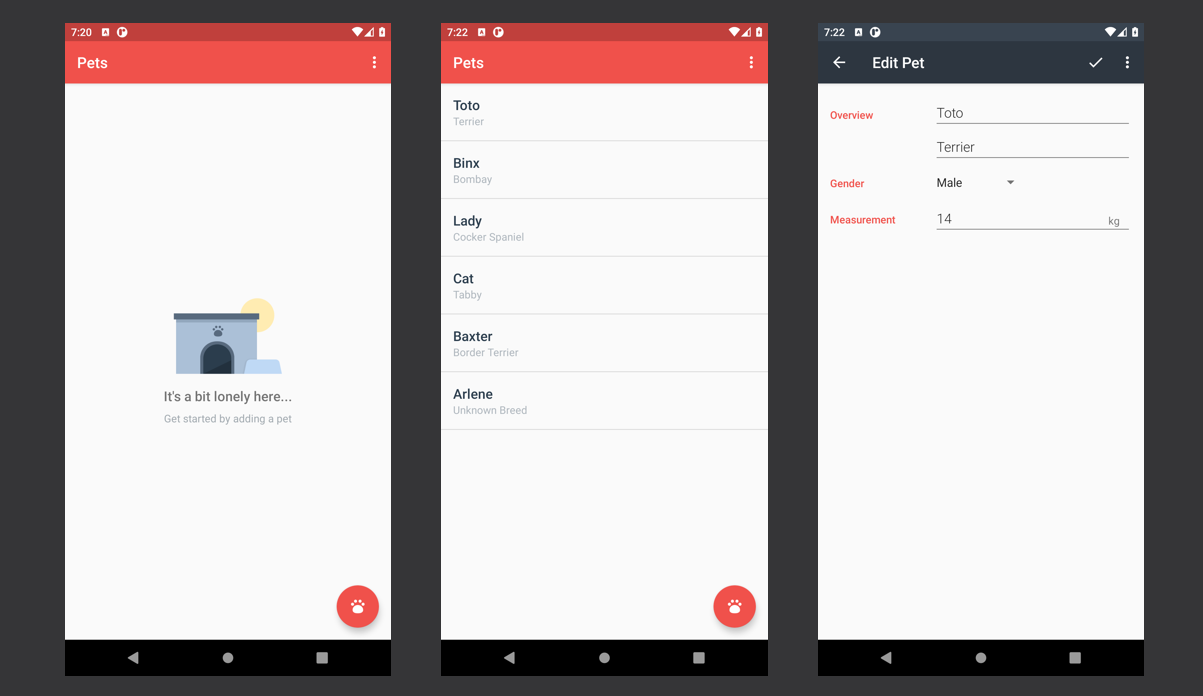 7:20
Pets
It's a bit lonely here...
Get started by adding a pet
7:22
Pets
Toto
Terrier
Binx
Bombay
Lady
Cocker Spaniel
Cat
Tabby
Baxter
Border Terrier
Arlene
Unknown Breed
7:22
Edit Pet
Overview
Toto
Terrier
Gender
Male
Measurement
14
kg